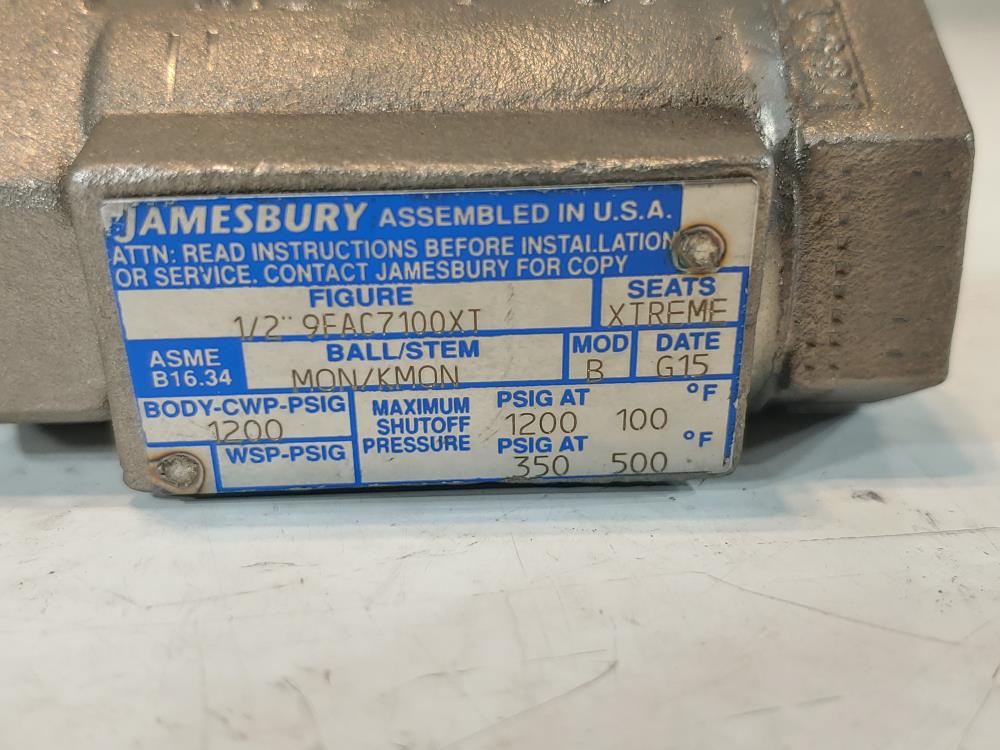 JAMESBURY ASSEMBLED IN U.S.A.
ATTN: READ INSTRUCTIONS BEFORE INSTALLATION
OR SERVICE. CONTACT JAMESBURY FOR COPY
FIGURE
1/2" 9FAC7100XT
SEATS
XTREME
ASME
B16.34
BALL/STEM
MON/KMON
MOD
B
DATE
G15
BODY-CWP-PSIG
1200
WSP-PSIG
MAXIMUM
SHUTOFF
PRESSURE
PSIG AT °F
1200 100
PSIG AT °F
350 500